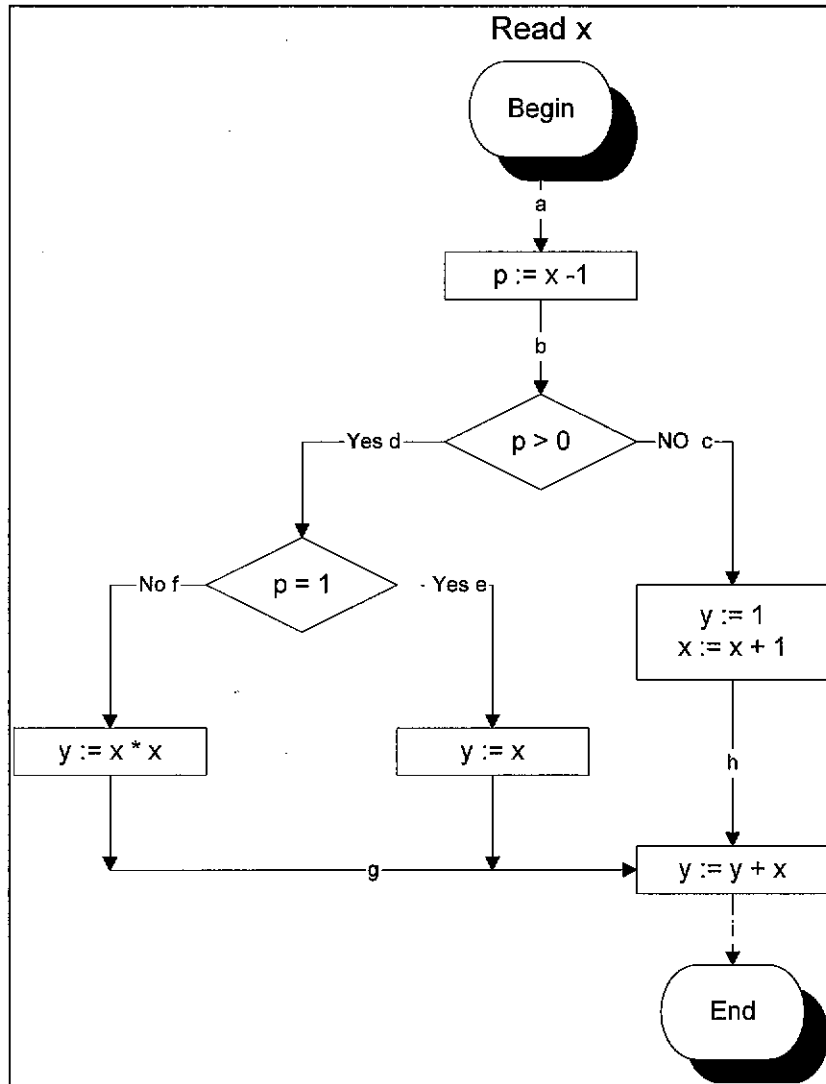 Read x
Begin
a
p := x -1
b
Yes d
p > 0
NO c
No f
p = 1
- Yes e
y := 1
x := x + 1
y := x * x
y := x
h
g
y := y + x
i
End